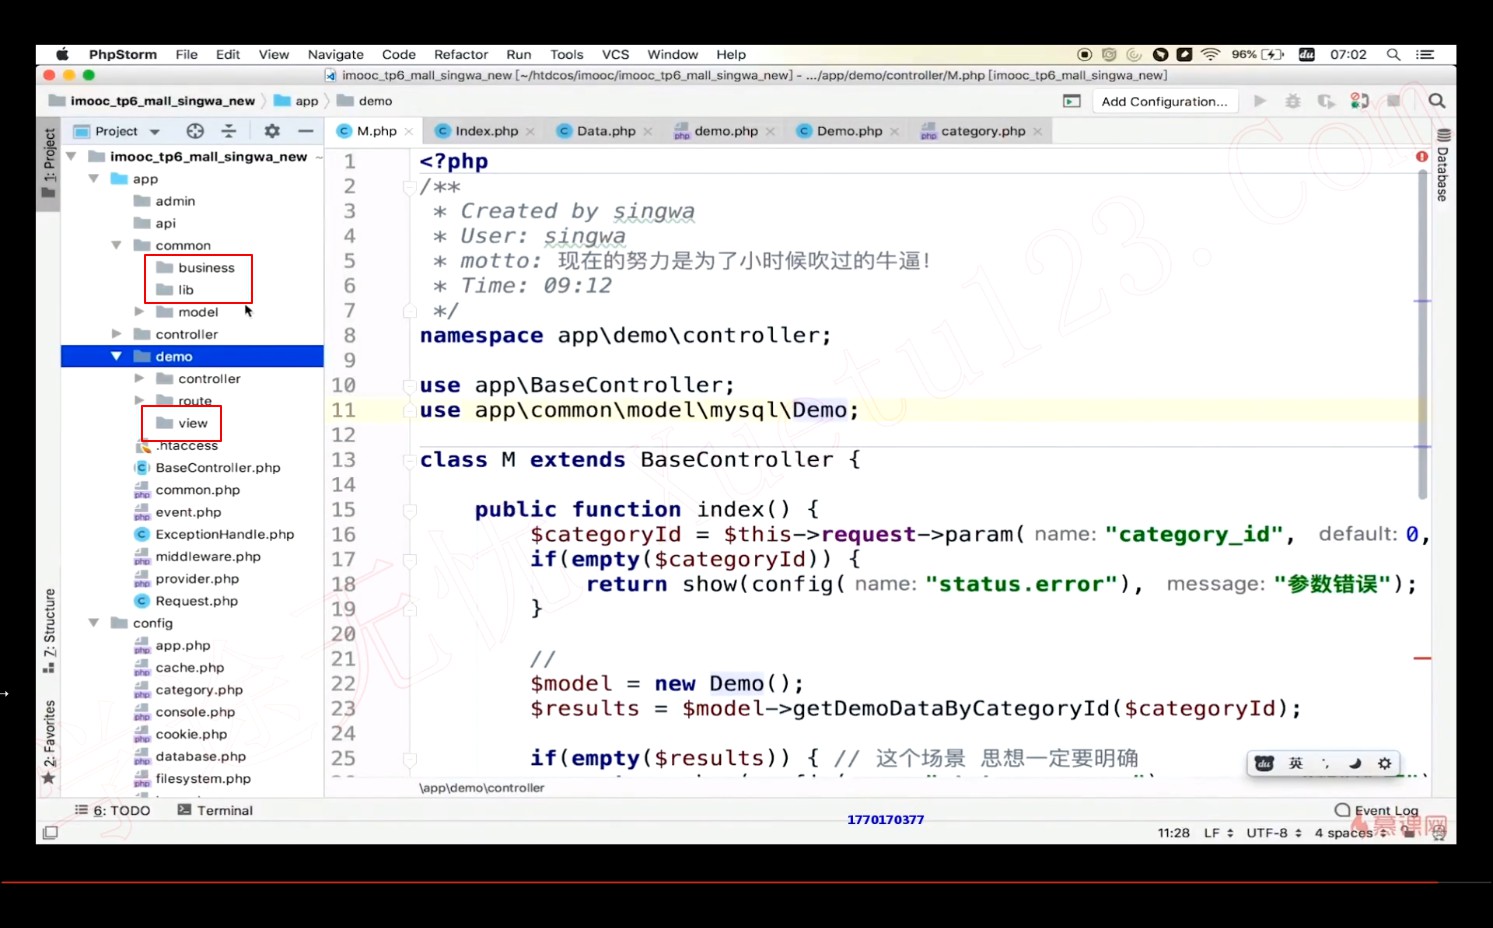 PhpStorm File Edit View Navigate Code Refactor Run Tools VCS Window Help 96% du 07:02
imooc_tp6_mall_singwa_new [~/htdcos/imooc/imooc_tp6_mall_singwa_new] - .../app/demo/controller/M.php [imooc_tp6_mall_singwa_new]
imooc_tp6_mall_singwa_new app demo Add Configuration...
1: Project
Project
M.php Index.php Data.php demo.php Demo.php category.php
Database
imooc_tp6_mall_singwa_new ~
app
admin
api
common
business
lib
model
controller
demo
controller
route
view
.htaccess
BaseController.php
common.php
event.php
ExceptionHandle.php
middleware.php
provider.php
Request.php
config
app.php
cache.php
category.php
console.php
cookie.php
database.php
filesystem.php
7: Structure
2: Favorites
1 <?php
2 /**
3 * Created by singwa
4 * User: singwa
5 * motto: 现在的努力是为了小时候吹过的牛逼!
6 * Time: 09:12
7 */
8 namespace app\demo\controller;
9
10 use app\BaseController;
11 use app\common\model\mysql\Demo;
12
13 class M extends BaseController {
14
15 public function index() {
16 $categoryId = $this->request->param( name: "category_id", default: 0,
17 if(empty($categoryId)) {
18 return show(config( name: "status.error"), message: "参数错误");
19 }
20
21 //
22 $model = new Demo();
23 $results = $model->getDemoDataByCategoryId($categoryId);
24
25 if(empty($results)) { // 这个场景 思想一定要明确
du 英
\app\demo\controller
6: TODO Terminal Event Log
1770170377
11:28 LF UTF-8 4 spaces
慕课网